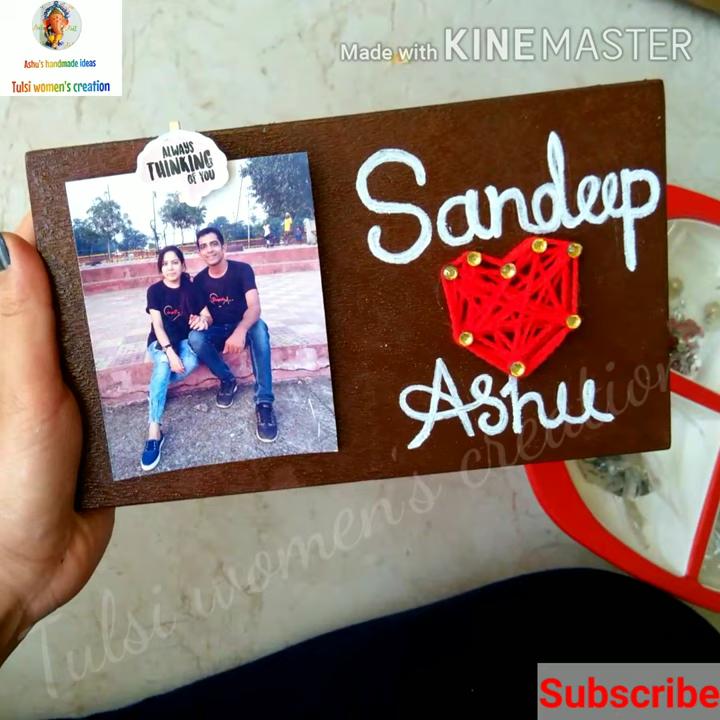 Ashu's handmade ideas
Tulsi women's creation
Made with KINEMASTER
ALWAYS
THINKING
OF YOU
Sandeep
Ashu
Tulsi women's creation
Subscribe